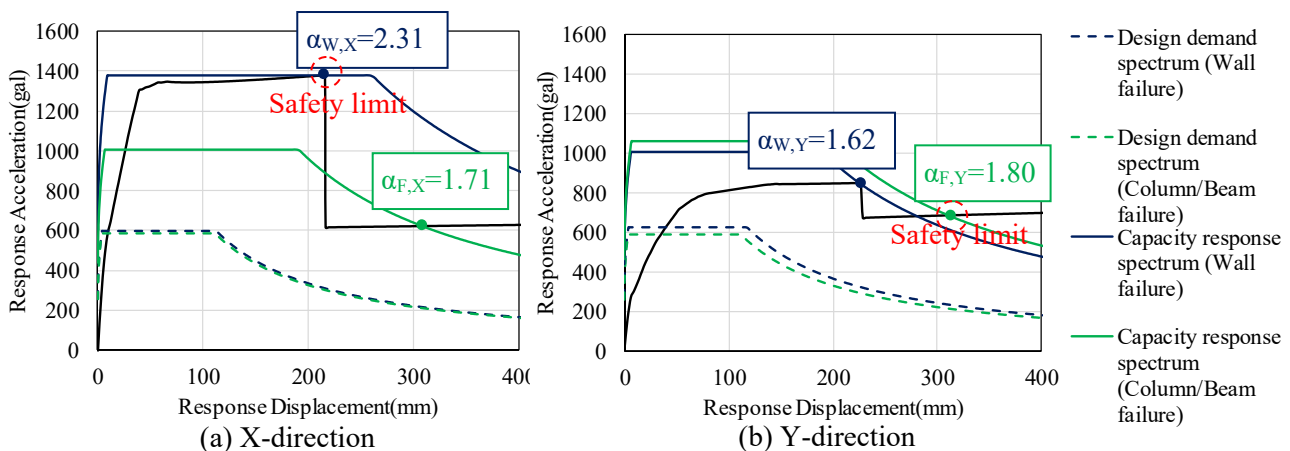 1600
1400
1200
1000
800
600
400
200
0
Response Acceleration(gal)
αW,X=2.31
Safety limit
αF,X=1.71
0 100 200 300 400
Response Displacement(mm)
(a) X-direction
1600
1400
1200
1000
800
600
400
200
0
Response Acceleration(gal)
αW,Y=1.62
αF,Y=1.80
Safety limit
0 100 200 300 400
Response Displacement(mm)
(b) Y-direction
Design demand
spectrum (Wall
failure)
Design demand
spectrum
(Column/Beam
failure)
Capacity response
spectrum (Wall
failure)
Capacity response
spectrum
(Column/Beam
failure)